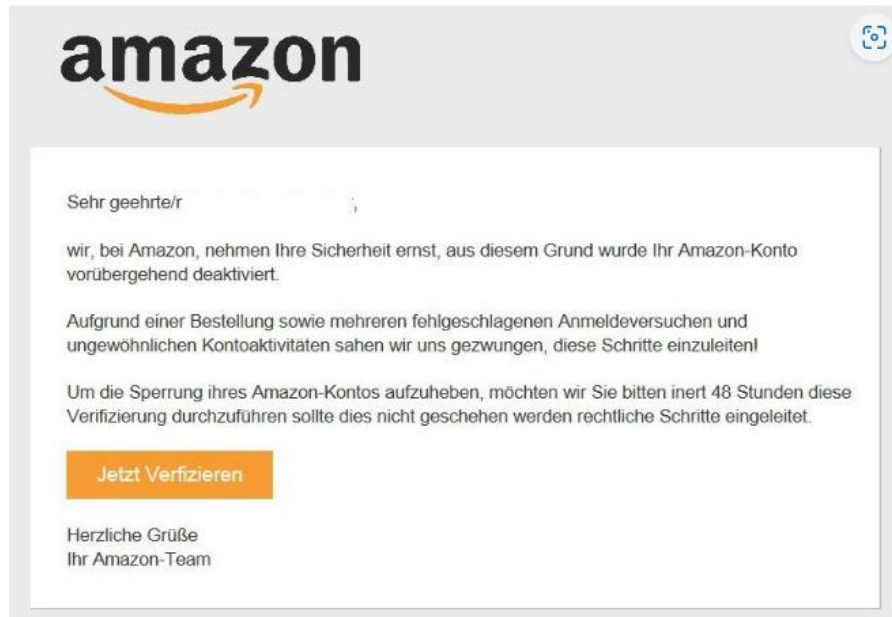 amazon
Sehr geehrte/r ,
wir, bei Amazon, nehmen Ihre Sicherheit ernst, aus diesem Grund wurde Ihr Amazon-Konto
vorübergehend deaktiviert.
Aufgrund einer Bestellung sowie mehreren fehlgeschlagenen Anmeldeversuchen und
ungewöhnlichen Kontoaktivitäten sahen wir uns gezwungen, diese Schritte einzuleiten!
Um die Sperrung ihres Amazon-Kontos aufzuheben, möchten wir Sie bitten inert 48 Stunden diese
Verifizierung durchzuführen sollte dies nicht geschehen werden rechtliche Schritte eingeleitet.
Jetzt Verfizieren
Herzliche Grüße
Ihr Amazon-Team